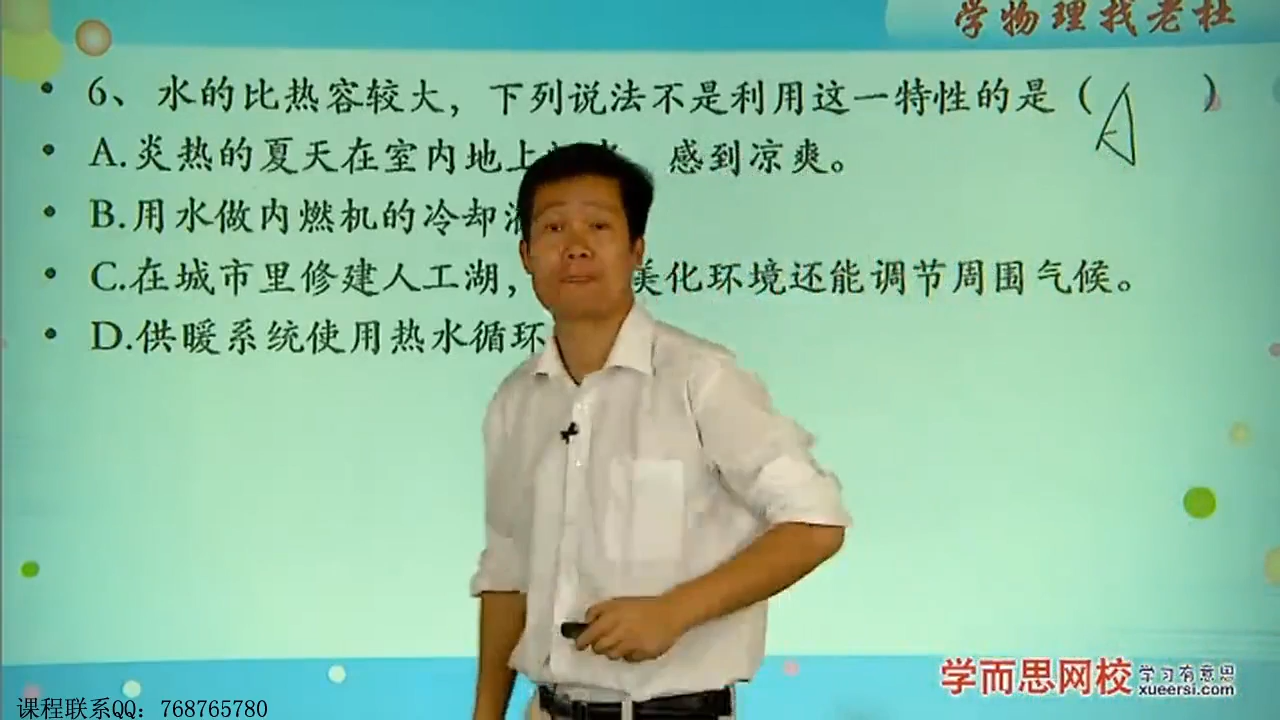 学物理找老杜
6、水的比热容较大，下列说法不是利用这一特性的是（A）
A.炎热的夏天在室内地上 感到凉爽。
B.用水做内燃机的冷却
C.在城市里修建人工湖， 美化环境还能调节周围气候。
D.供暖系统使用热水循环
学而思网校 学习有意思
xueersi.com
课程联系QQ：768765780